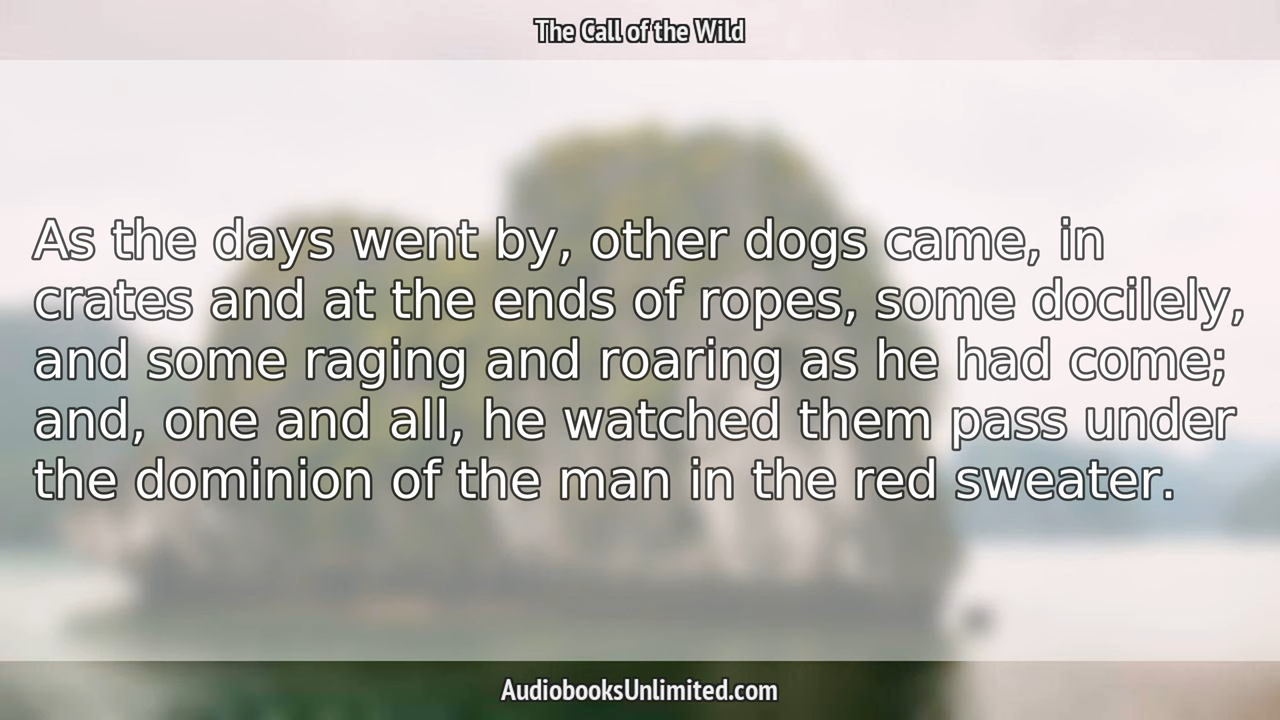 The Call of the Wild
As the days went by, other dogs came, in
crates and at the ends of ropes, some docilely,
and some raging and roaring as he had come;
and, one and all, he watched them pass under
the dominion of the man in the red sweater.
AudiobooksUnlimited.com